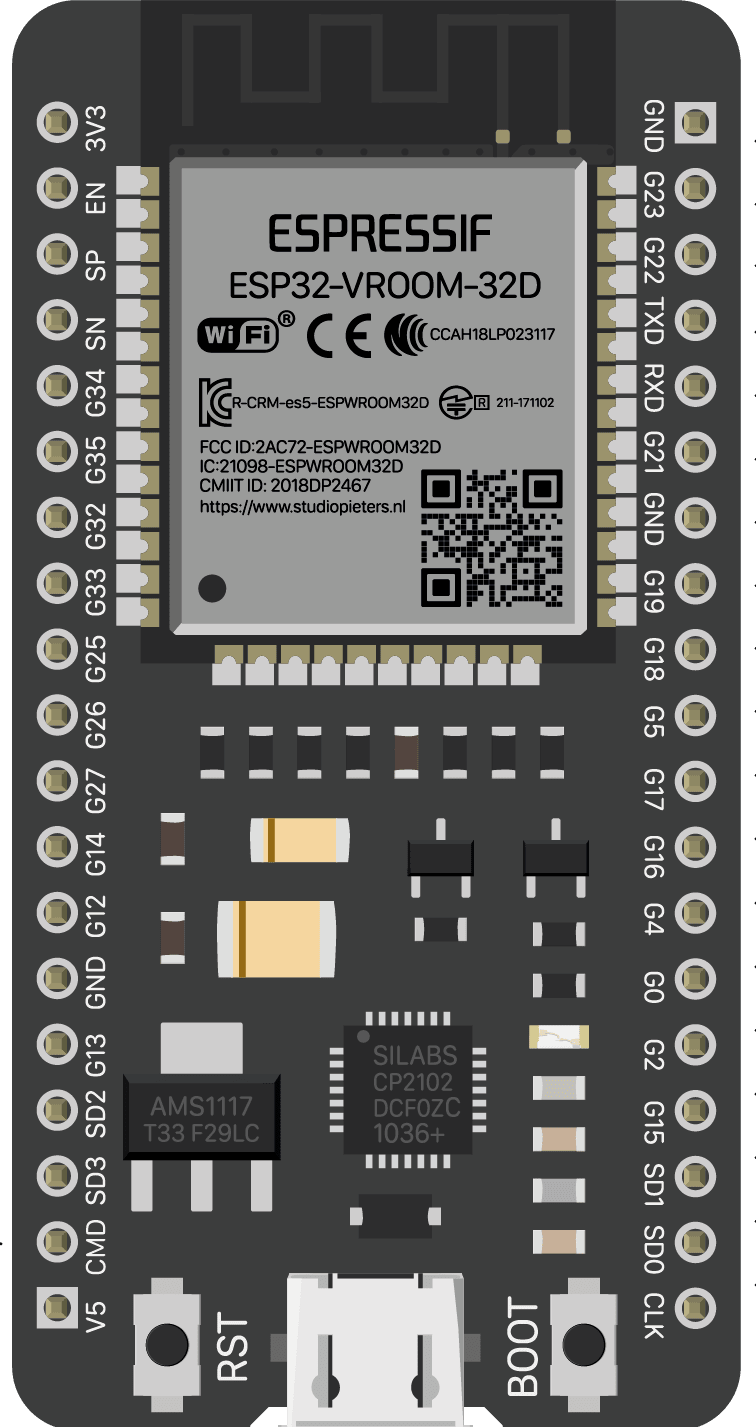 3V3
EN
SP
SN
G34
G35
G32
G33
G25
G26
G27
G14
G12
GND
G13
SD2
SD3
CMD
V5
ESPRESSIF
ESP32-VROOM-32D
Wi Fi ® CE CCAH18LP023117
R-CRM-es5-ESPWROOM32D R 211-171102
FCC ID:2AC72-ESPWROOM32D
IC:21098-ESPWROOM32D
CMIIT ID: 2018DP2467
https://www.studiopieters.nl
SILABS
CP2102
DCF0ZC
1036+
AMS1117
T33 F29LC
RST
BOOT
GND
G23
G22
TXD
RXD
G21
GND
G19
G18
G5
G17
G16
G4
G0
G2
G15
SD1
SD0
CLK